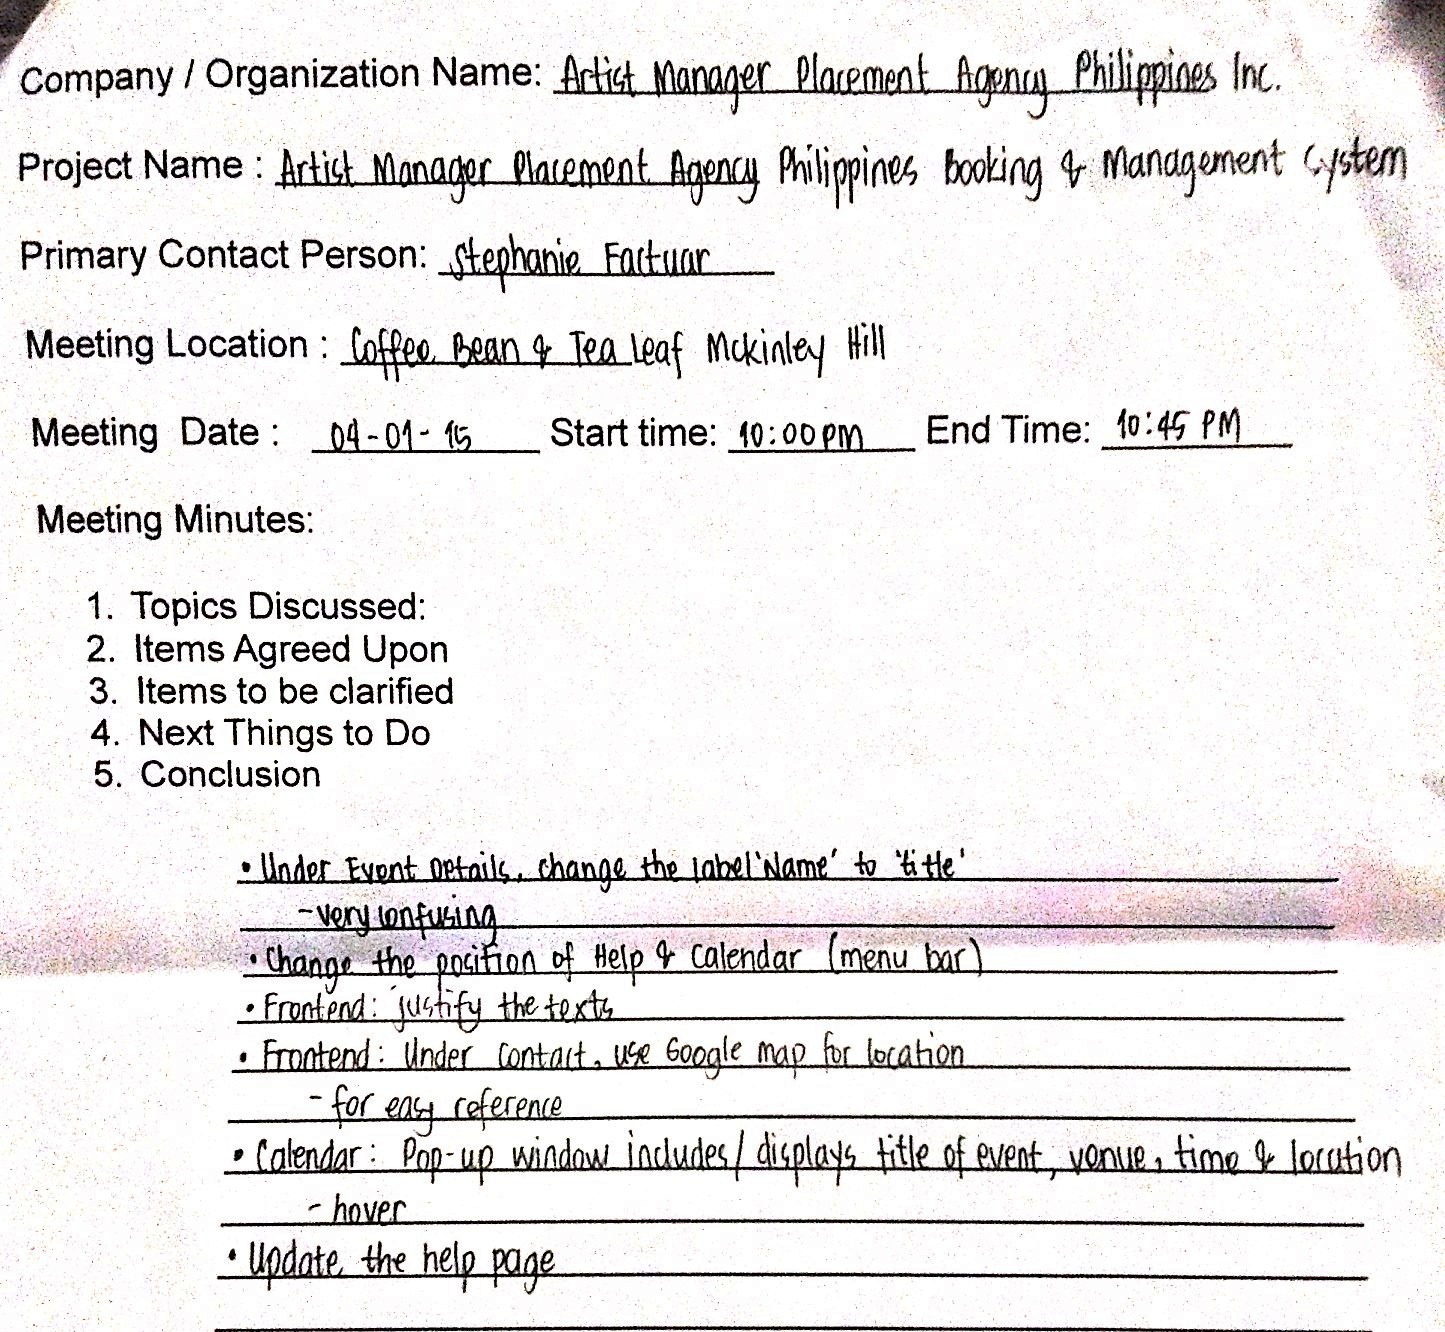 Company / Organization Name: Artist Manager Placement Agency Philippines Inc.
Project Name : Artist Manager Placement Agency Philippines Booking & Management System
Primary Contact Person: Stephanie Factuar
Meeting Location : Coffee Bean & Tea Leaf Mckinley Hill
Meeting Date : 04-01-15 Start time: 10:00PM End Time: 10:45 PM
Meeting Minutes:
1. Topics Discussed:
2. Items Agreed Upon
3. Items to be clarified
4. Next Things to Do
5. Conclusion
• Under Event Details, change the label 'Name' to 'title'
- very confusing
• Change the position of Help & Calendar (menu bar)
• Frontend: justify the texts
• Frontend: Under Contact, use Google map for location
- for easy reference
• Calendar: Pop-up window includes/displays title of event, venue, time & location
- hover
• Update the help page